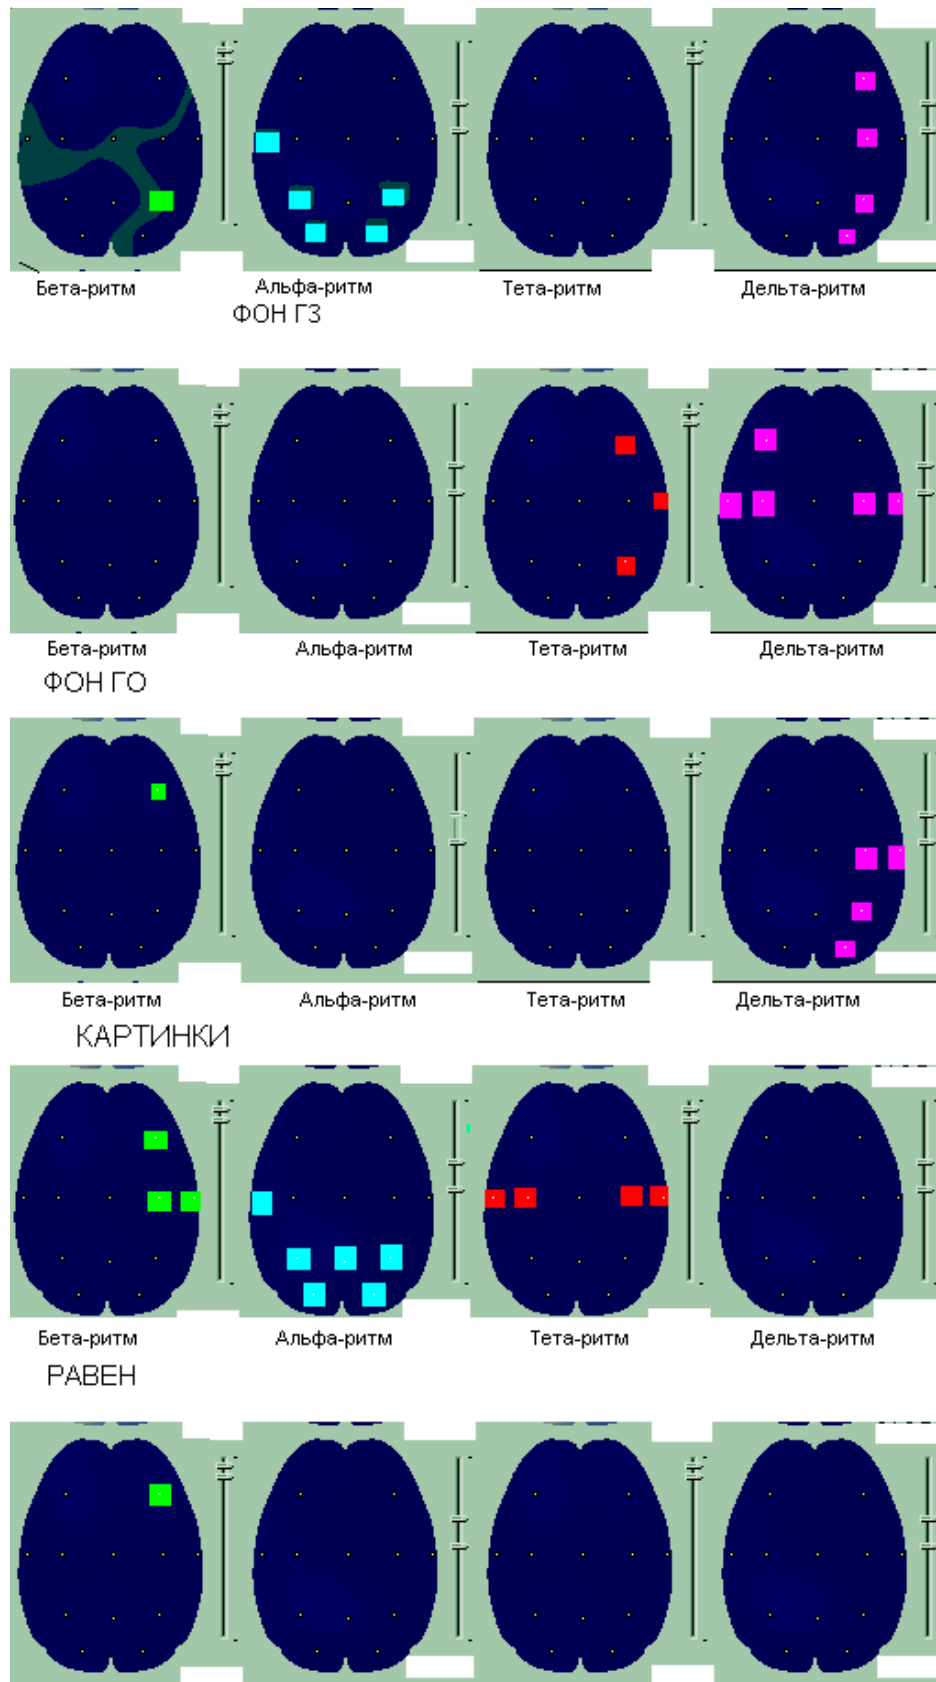 Бета-ритм Альфа-ритм Тета-ритм Дельта-ритм
ФОН ГЗ
Бета-ритм Альфа-ритм Тета-ритм Дельта-ритм
ФОН ГО
Бета-ритм Альфа-ритм Тета-ритм Дельта-ритм
КАРТИНКИ
Бета-ритм Альфа-ритм Тета-ритм Дельта-ритм
РАВЕН